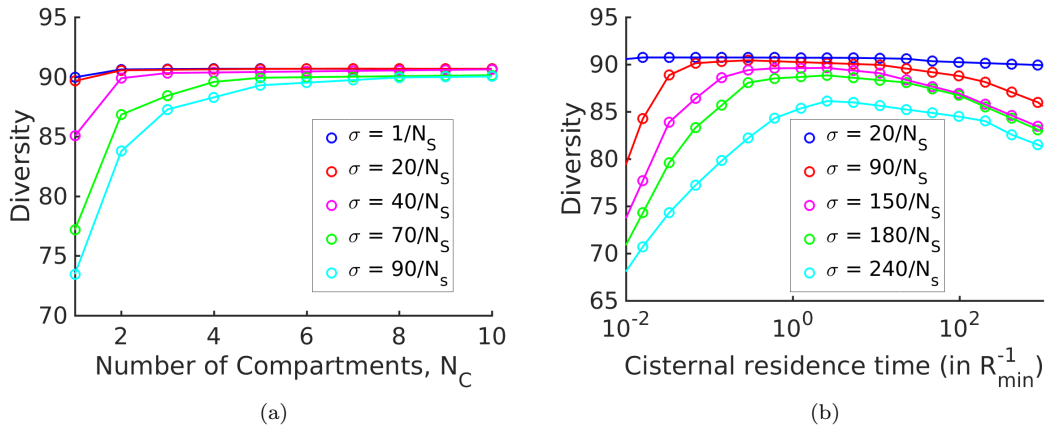 95
90
85
80
75
70
Diversity
2
4
6
8
10
Number of Compartments, N_C
σ = 1/N_S
σ = 20/N_S
σ = 40/N_S
σ = 70/N_S
σ = 90/N_s
(a)
95
90
85
80
75
70
65
Diversity
10^-2
10^0
10^2
Cisternal residence time (in R_min^-1)
σ = 20/N_S
σ = 90/N_S
σ = 150/N_S
σ = 180/N_S
σ = 240/N_S
(b)